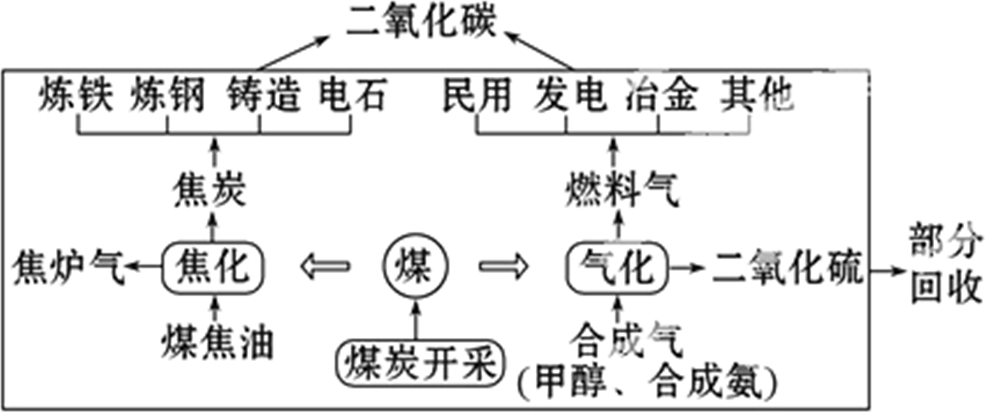 二氧化碳
炼铁 炼钢 铸造 电石 民用 发电 冶金 其他
焦炭 燃料气
焦炉气 焦化 煤 气化 二氧化硫 部分
回收
煤焦油 煤炭开采 合成气
(甲醇、合成氨)